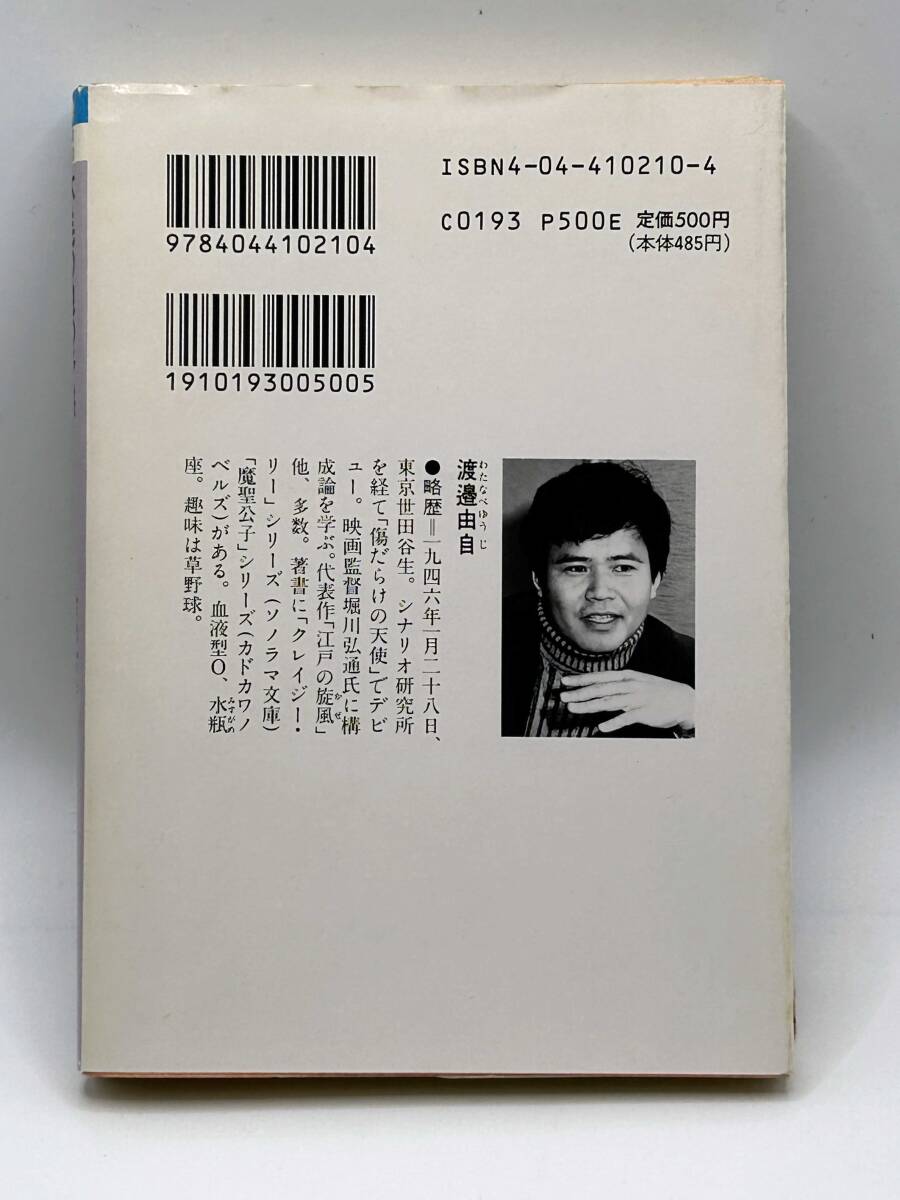 ISBN4-04-410210-4
C0193 P500E 定価500円
(本体485円)
9784044102104
1910193005005
わたなべゆうじ
渡邉由自
●略歴＝一九四六年一月二十八日、
東京世田谷生。シナリオ研究所
を経て「傷だらけの天使」でデビ
ュー。映画監督堀川弘通氏に構
成論を学ぶ。代表作「江戸の旋風」
かぜ
他、多数。著書に「クレイジー・
リー」シリーズ(ソノラマ文庫)
「魔聖公子」シリーズ(カドカワノ
ベルズ)がある。血液型O、水瓶
みずがめ
座。趣味は草野球。